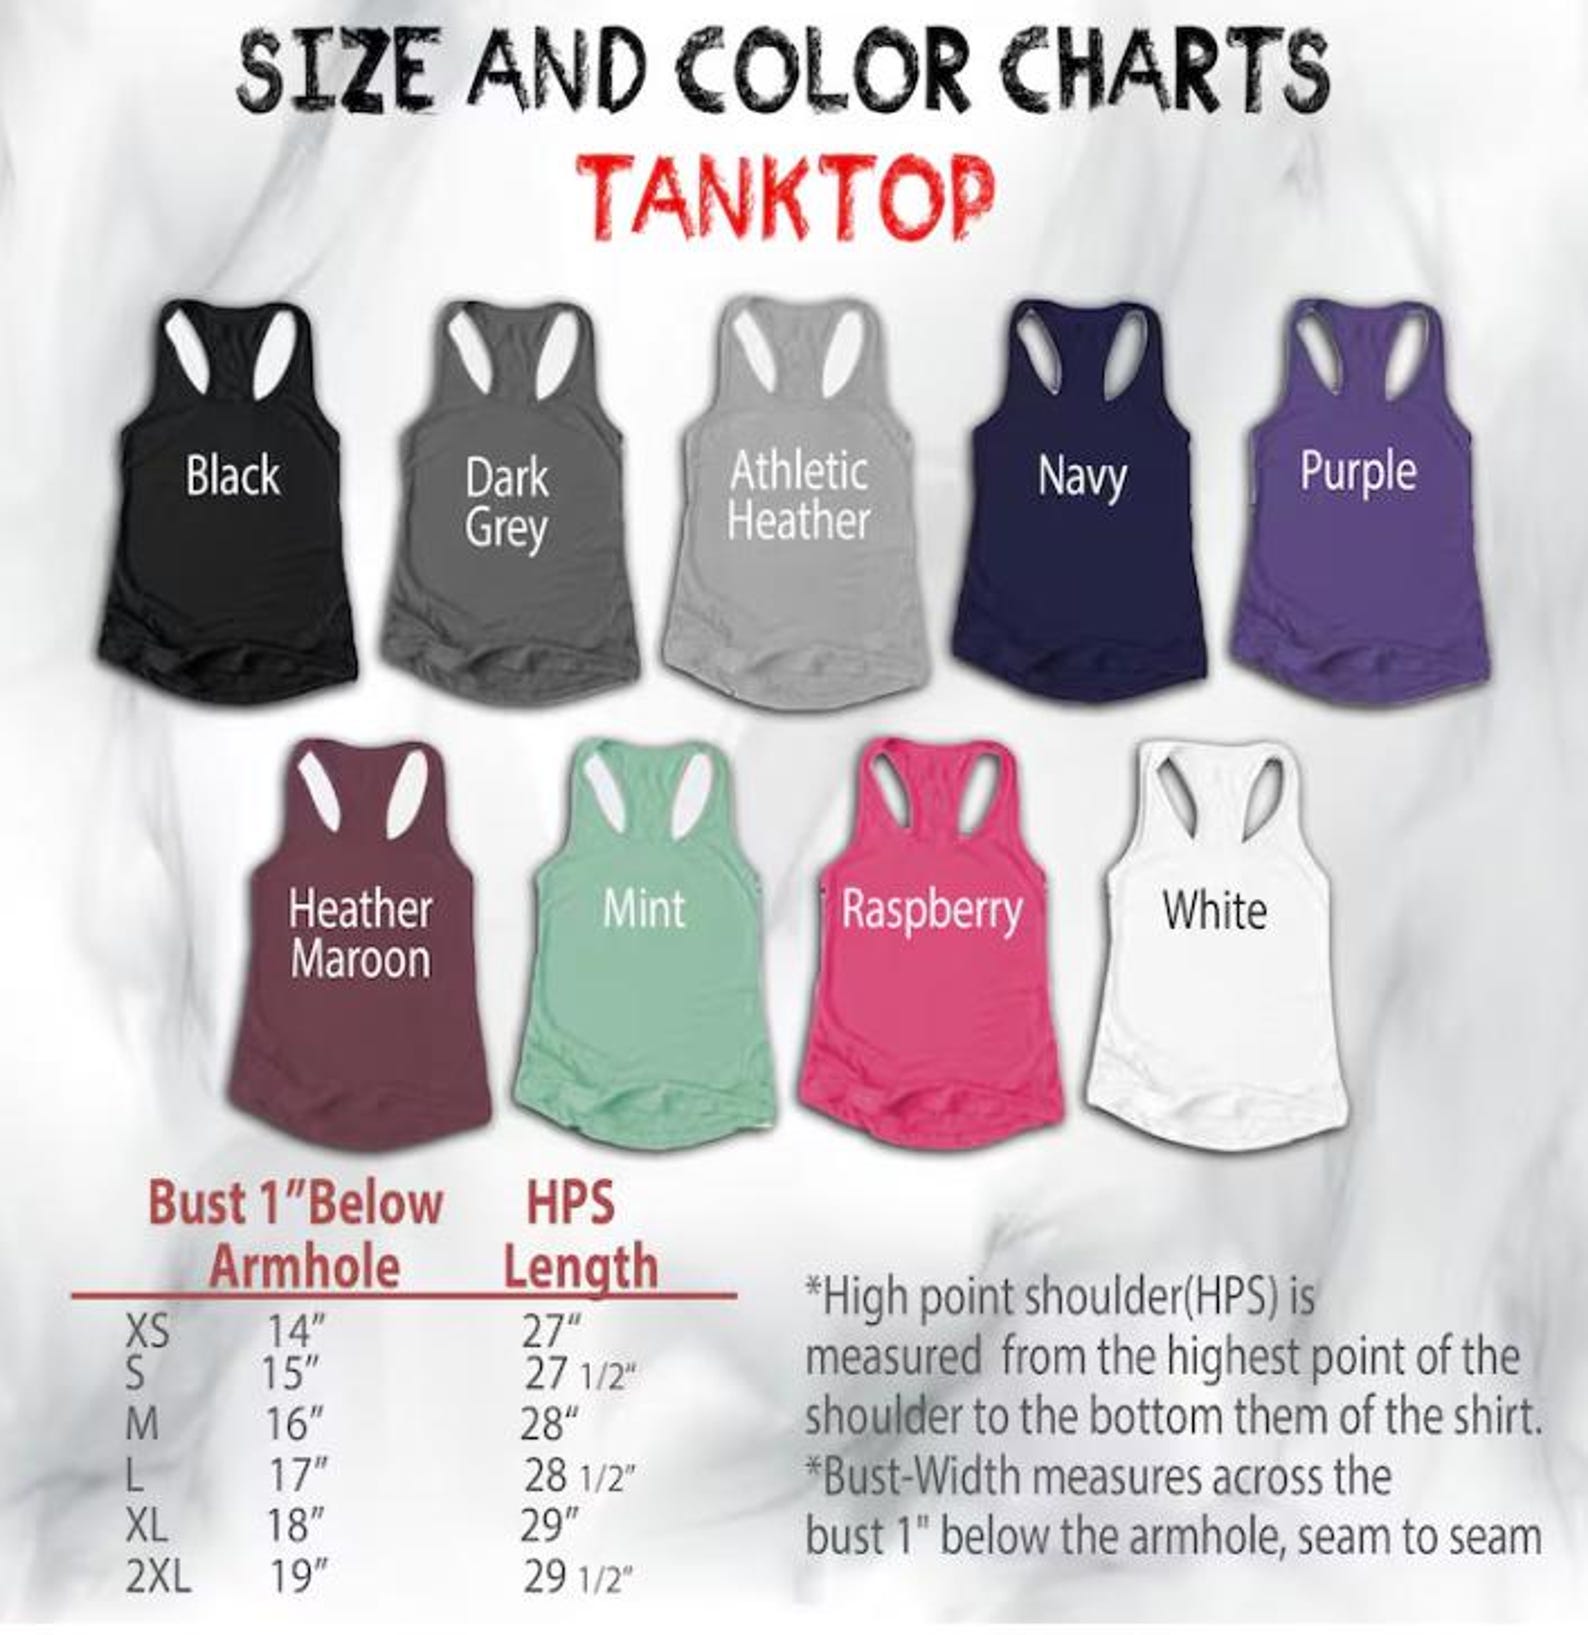 SIZE AND COLOR CHARTS
TANKTOP
Black
Dark
Grey
Athletic
Heather
Navy
Purple
Heather
Maroon
Mint
Raspberry
White
Bust 1”Below HPS
Armhole Length
XS 14” 27“
S 15” 27 1/2“
M 16” 28“
L 17” 28 1/2”
XL 18” 29”
2XL 19” 29 1/2”
*High point shoulder(HPS) is
measured from the highest point of the
shoulder to the bottom them of the shirt.
*Bust-Width measures across the
bust 1" below the armhole, seam to seam